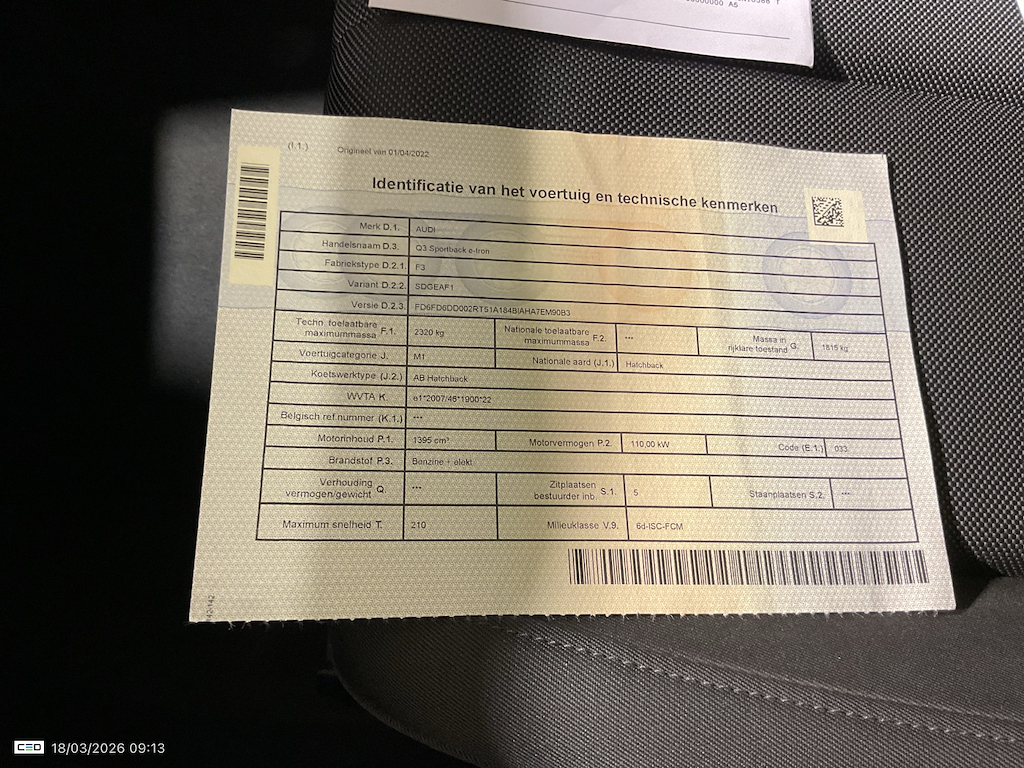 00000 A5
(I.1.) Origineel van 01/04/2022
Identificatie van het voertuig en technische kenmerken
Merk D.1. AUDI
Handelsnaam D.3. Q3 Sportback e-tron
Fabriekstype D.2.1. F3
Variant D.2.2. SDGEAF1
Versie D.2.3. FD6FD6DD002RT51A184BIAHA7EM90B3
Techn. toelaatbare maximummassa F.1. 2320 kg Nationale toelaatbare maximummassa F.2. --- Massa in rijklare toestand G. 1815 kg
Voertuigcategorie J. M1 Nationale aard (J.1.) Hatchback
Koetswerktype (J.2.) AB Hatchback
WVTA K. e1*2007/46*1900*22
Belgisch ref.nummer (K.1.) ---
Motorinhoud P.1. 1395 cm³ Motorvermogen P.2. 110,00 kW Code (E.1.) 033
Brandstof P.3. Benzine + elekt
Verhouding vermogen/gewicht Q. --- Zitplaatsen bestuurder inb. S.1. 5 Staanplaatsen S.2. ---
Maximum snelheid T. 210 Milieuklasse V.9. 6d-ISC-FCM
CEO 18/03/2026 09:13